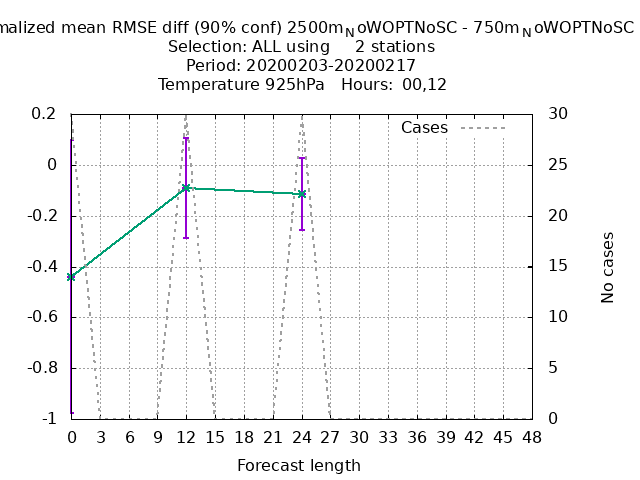 malized mean RMSE diff (90% conf) 2500mNoWOPTNoSC - 750mNoWOPTNoSC
Selection: ALL using 2 stations
Period: 20200203-20200217
Temperature 925hPa Hours: 00,12
Cases
0.2
0
-0.2
-0.4
-0.6
-0.8
-1
30
25
20
15
10
5
0
No cases
0 3 6 9 12 15 18 21 24 27 30 33 36 39 42 45 48
Forecast length